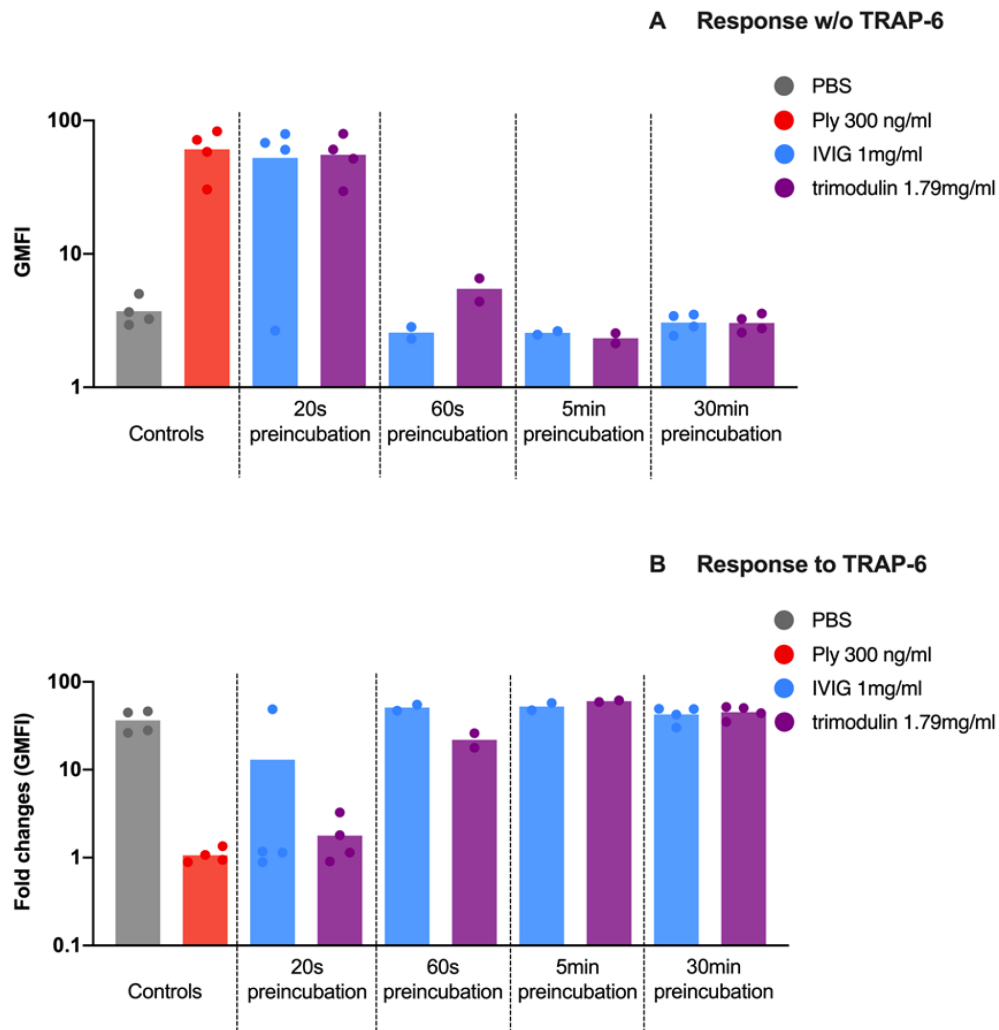 A Response w/o TRAP-6
PBS
Ply 300 ng/ml
IVIG 1mg/ml
trimodulin 1.79mg/ml
GMFI
100
10
1
Controls
20s
preincubation
60s
preincubation
5min
preincubation
30min
preincubation
B Response to TRAP-6
PBS
Ply 300 ng/ml
IVIG 1mg/ml
trimodulin 1.79mg/ml
Fold changes (GMFI)
100
10
1
0.1
Controls
20s
preincubation
60s
preincubation
5min
preincubation
30min
preincubation